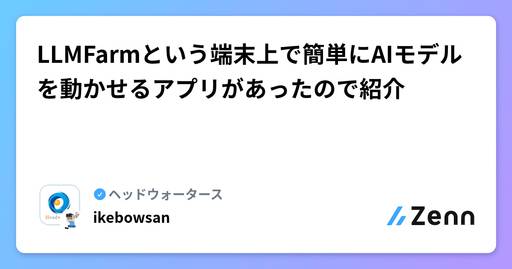 LLMFarmという端末上で簡単にAIモデル
を動かせるアプリがあったので紹介
ヘッドウォータース
ikebowsan
Zenn